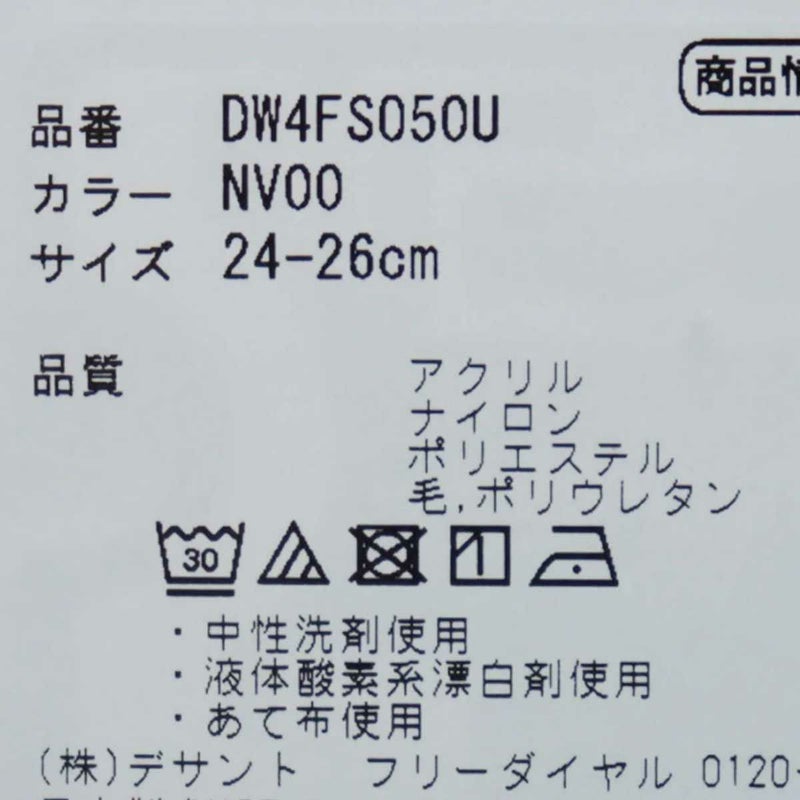 商品情
品番 DW4FS050U
カラー NV00
サイズ 24-26cm
品質 アクリル
ナイロン
ポリエステル
毛,ポリウレタン
30
・中性洗剤使用
・液体酸素系漂白剤使用
・あて布使用
(株)デサント フリーダイヤル 0120-